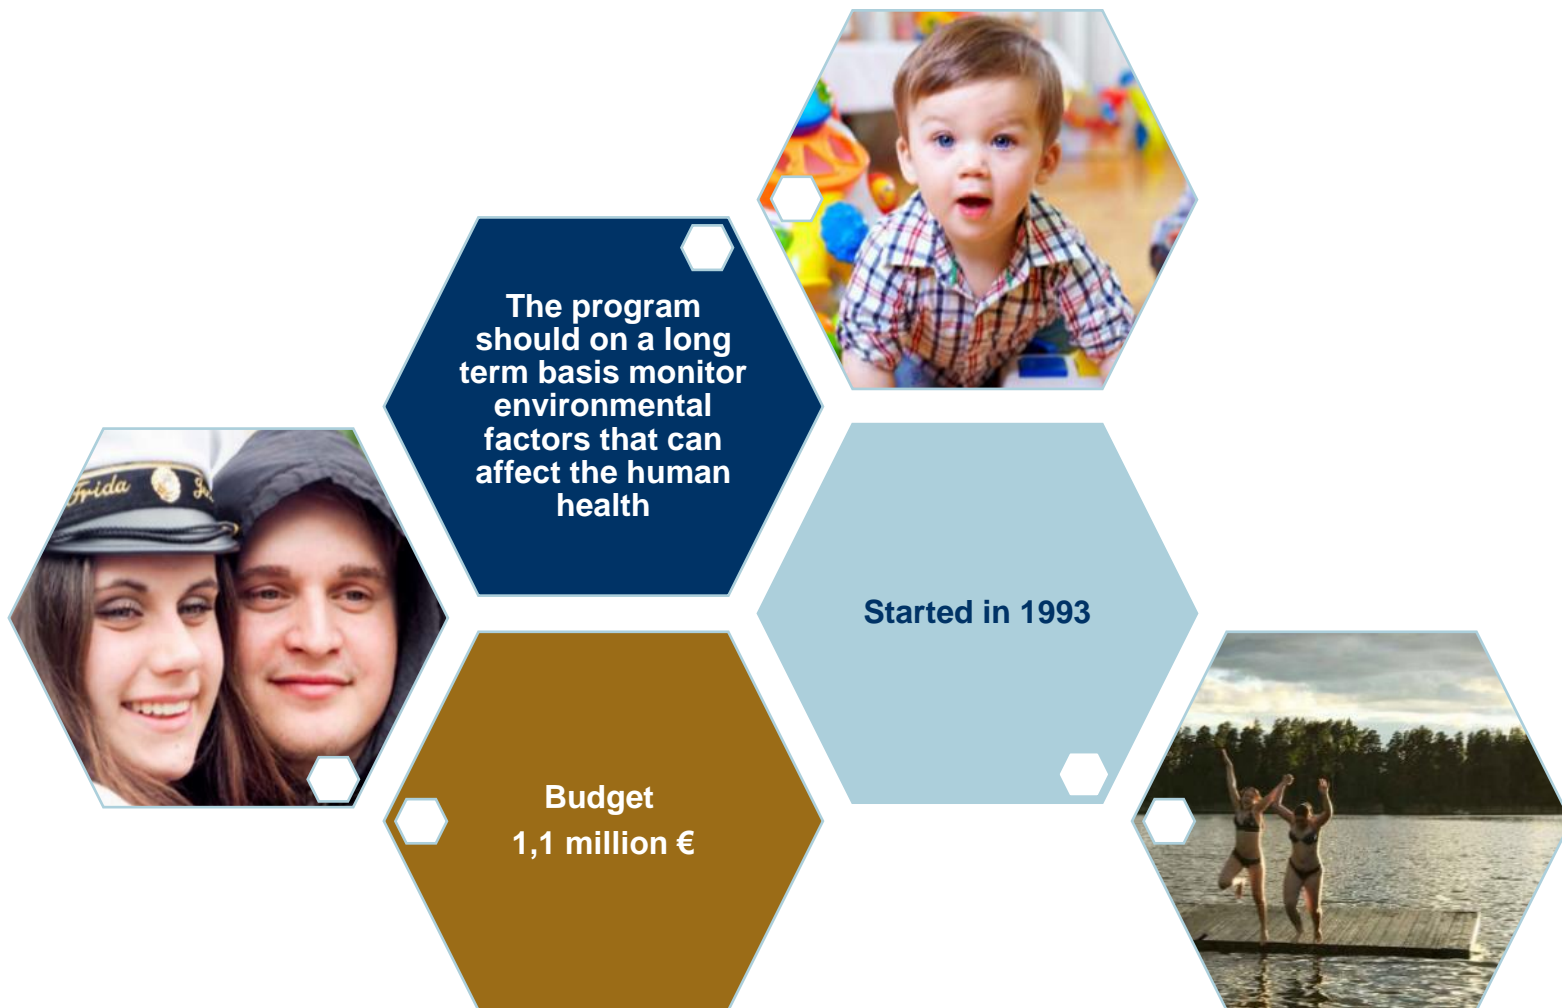 The program
should on a long
term basis monitor
environmental
factors that can
affect the human
health
Started in 1993
Frida
Budget
1,1 million €